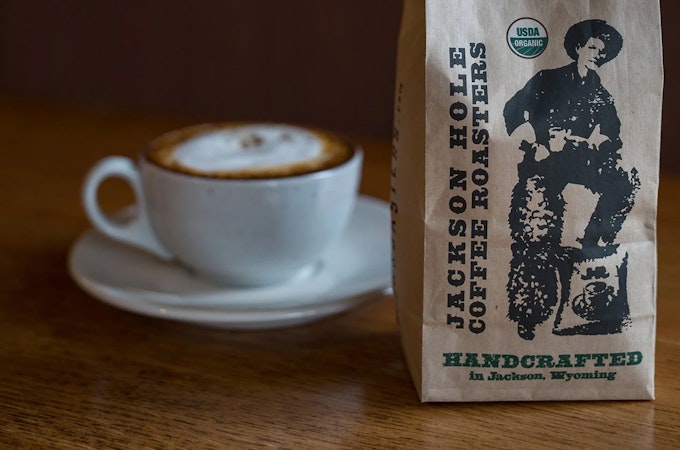 USDA
ORGANIC
JACKSON HOLE
COFFEE ROASTERS
HANDCRAFTED
in Jackson, Wyoming